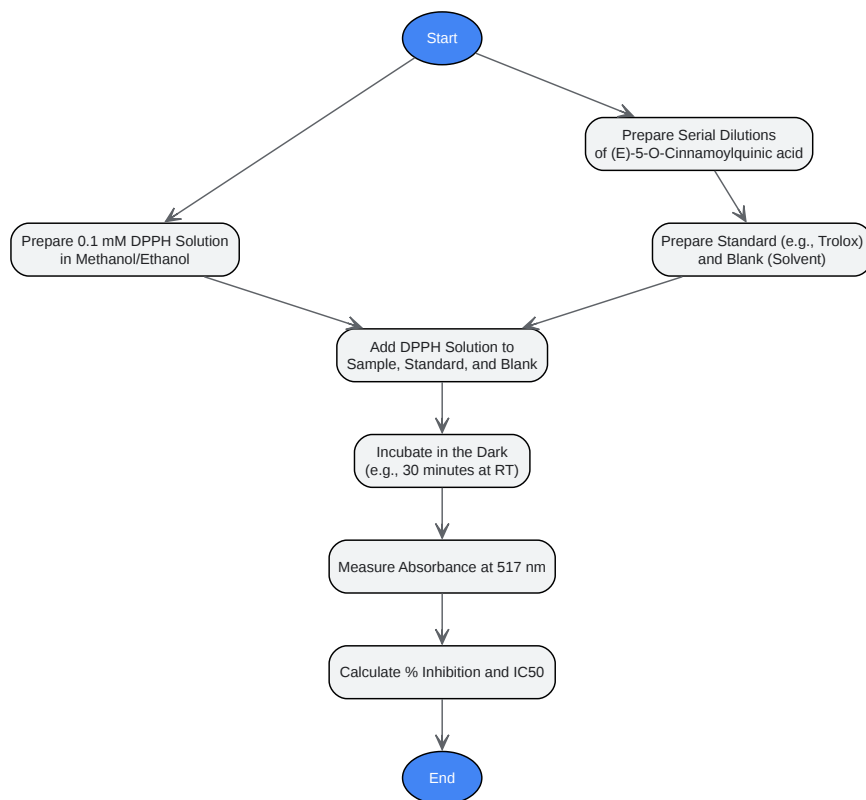 Start
Prepare Serial Dilutions
of (E)-5-O-Cinnamoylquinic acid
Prepare 0.1 mM DPPH Solution
in Methanol/Ethanol
Prepare Standard (e.g., Trolox)
and Blank (Solvent)
Add DPPH Solution to
Sample, Standard, and Blank
Incubate in the Dark
(e.g., 30 minutes at RT)
Measure Absorbance at 517 nm
Calculate % Inhibition and IC50
End